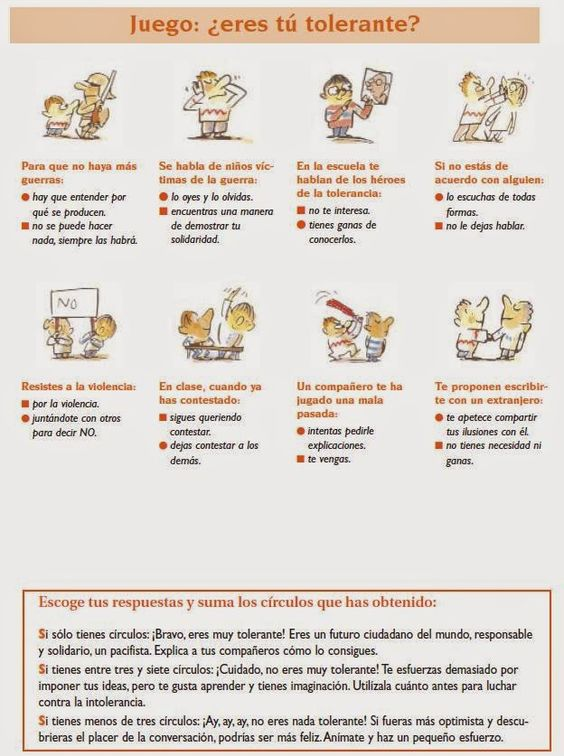 Juego: ¿eres tú tolerante?
Para que no haya más
guerras:
● hay que entender por
qué se producen.
■ no se puede hacer
nada, siempre las habrá.
Se habla de niños víc-
timas de la guerra:
● lo oyes y lo olvidas.
■ encuentras una manera
de demostrar tu
solidaridad.
En la escuela te
hablan de los héroes
de la tolerancia:
■ no te interesa.
● tienes ganas de
conocerlos.
Si no estás de
acuerdo con alguien:
● lo escuchas de todas
formas.
■ no le dejas hablar.
NO
Resistes a la violencia:
■ por la violencia.
● juntándote con otros
para decir NO.
En clase, cuando ya
has contestado:
■ sigues queriendo
contestar.
● dejas contestar a los
demás.
Un compañero te ha
jugado una mala
pasada:
● intentas pedirle
explicaciones.
■ te vengas.
Te proponen escribir-
te con un extranjero:
● te apetece compartir
tus ilusiones con él.
■ no tienes necesidad ni
ganas.
Escoge tus respuestas y suma los círculos que has obtenido:
Si sólo tienes círculos: ¡Bravo, eres muy tolerante! Eres un futuro ciudadano del mundo, responsable
y solidario, un pacifista. Explica a tus compañeros cómo lo consigues.
Si tienes entre tres y siete círculos: ¡Cuidado, no eres muy tolerante! Te esfuerzas demasiado por
imponer tus ideas, pero te gusta aprender y tienes imaginación. Utilízala cuánto antes para luchar
contra la intolerancia.
Si tienes menos de tres círculos: ¡Ay, ay, ay, no eres nada tolerante! Si fueras más optimista y descu-
brieras el placer de la conversación, podrías ser más feliz. Anímate y haz un pequeño esfuerzo.